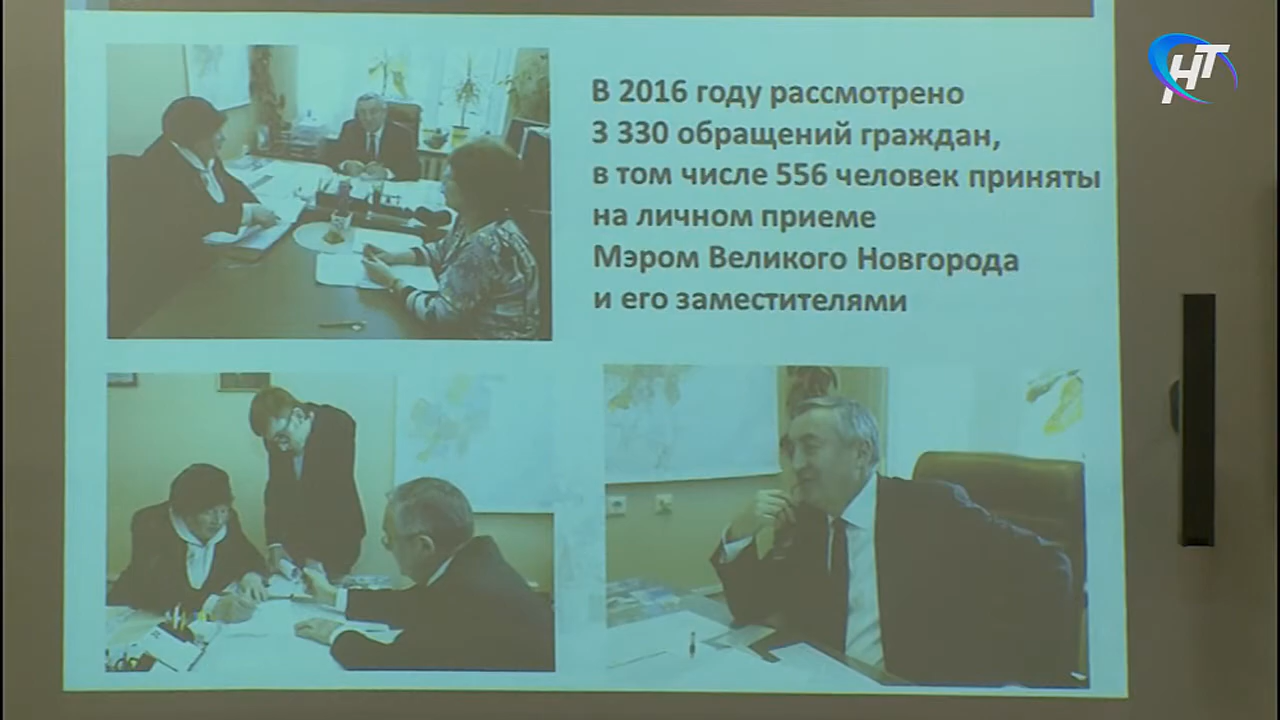 НТ
В 2016 году рассмотрено
3 330 обращений граждан,
в том числе 556 человек приняты
на личном приеме
Мэром Великого Новгорода
и его заместителями